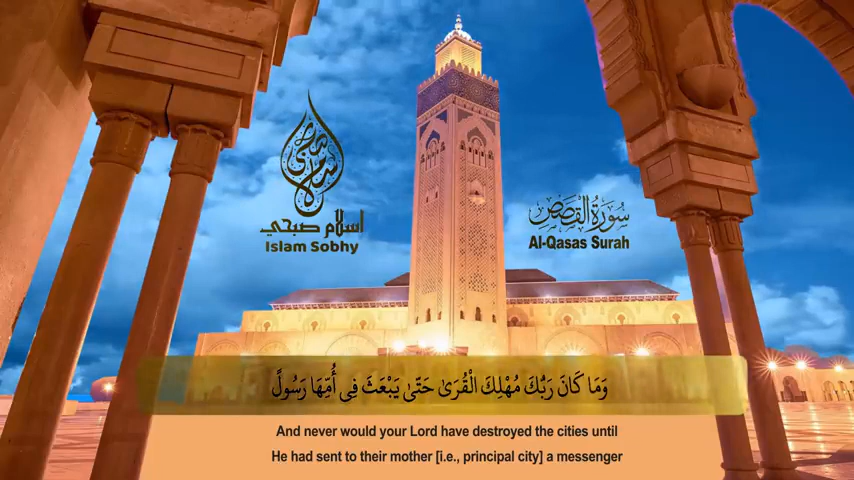 اسلام صبحي
Islam Sobhy
سُورَةُ القَصَصِ
Al-Qasas Surah
وَمَا كَانَ رَبُّكَ مُهْلِكَ الْقُرَىٰ حَتَّىٰ يَبْعَثَ فِي أُمِّهَا رَسُولًا
And never would your Lord have destroyed the cities until
He had sent to their mother [i.e., principal city] a messenger